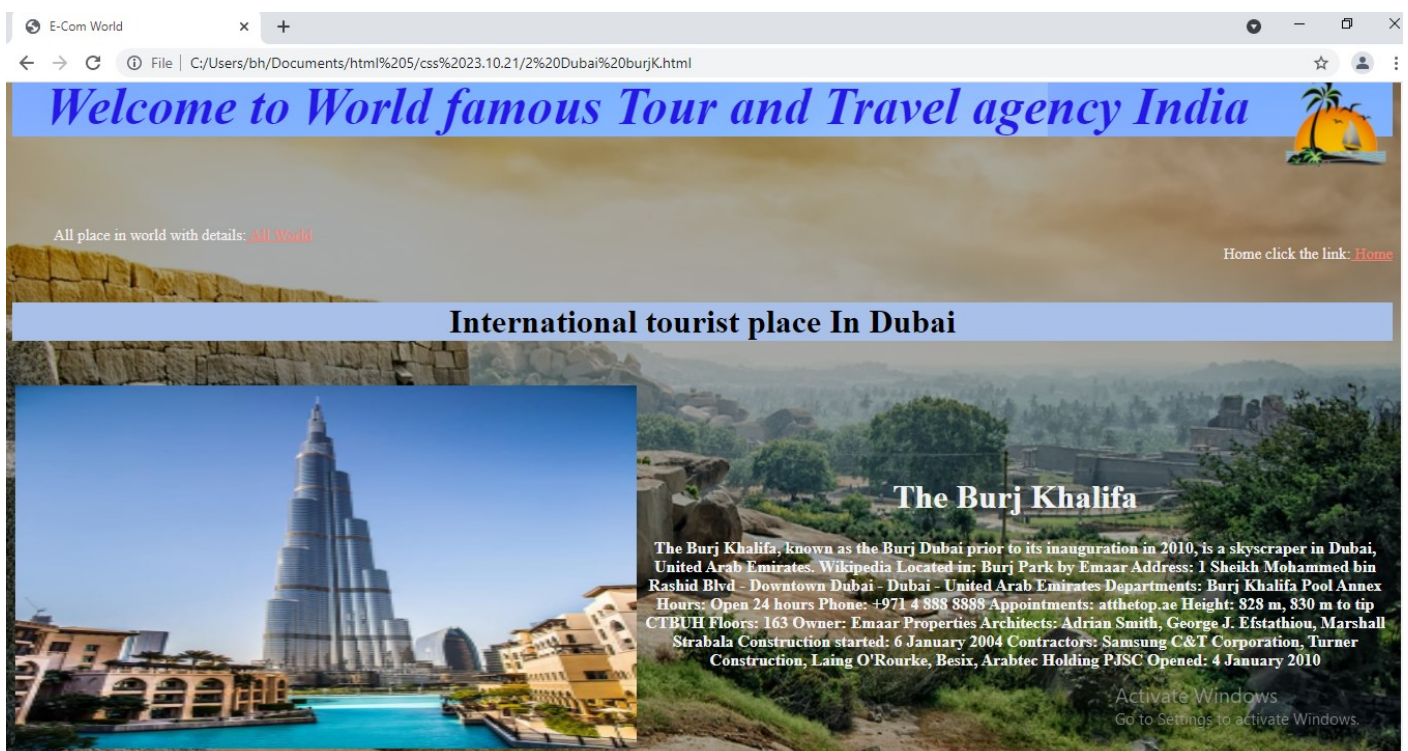 E-Com World
File | C:/Users/bh/Documents/html%205/css%2023.10.21/2%20Dubai%20burjK.html
Welcome to World famous Tour and Travel agency India
All place in world with details: All World
Home click the link: Home
International tourist place In Dubai
The Burj Khalifa
The Burj Khalifa, known as the Burj Dubai prior to its inauguration in 2010, is a skyscraper in Dubai,
United Arab Emirates. Wikipedia Located in: Burj Park by Emaar Address: 1 Sheikh Mohammed bin
Rashid Blvd - Downtown Dubai - Dubai - United Arab Emirates Departments: Burj Khalifa Pool Annex
Hours: Open 24 hours Phone: +971 4 888 8888 Appointments: atthetop.ae Height: 828 m, 830 m to tip
CTBUH Floors: 163 Owner: Emaar Properties Architects: Adrian Smith, George J. Efstathiou, Marshall
Strabala Construction started: 6 January 2004 Contractors: Samsung C&T Corporation, Turner
Construction, Laing O'Rourke, Besix, Arabtec Holding PJSC Opened: 4 January 2010
Activate Windows
Go to Settings to activate Windows.